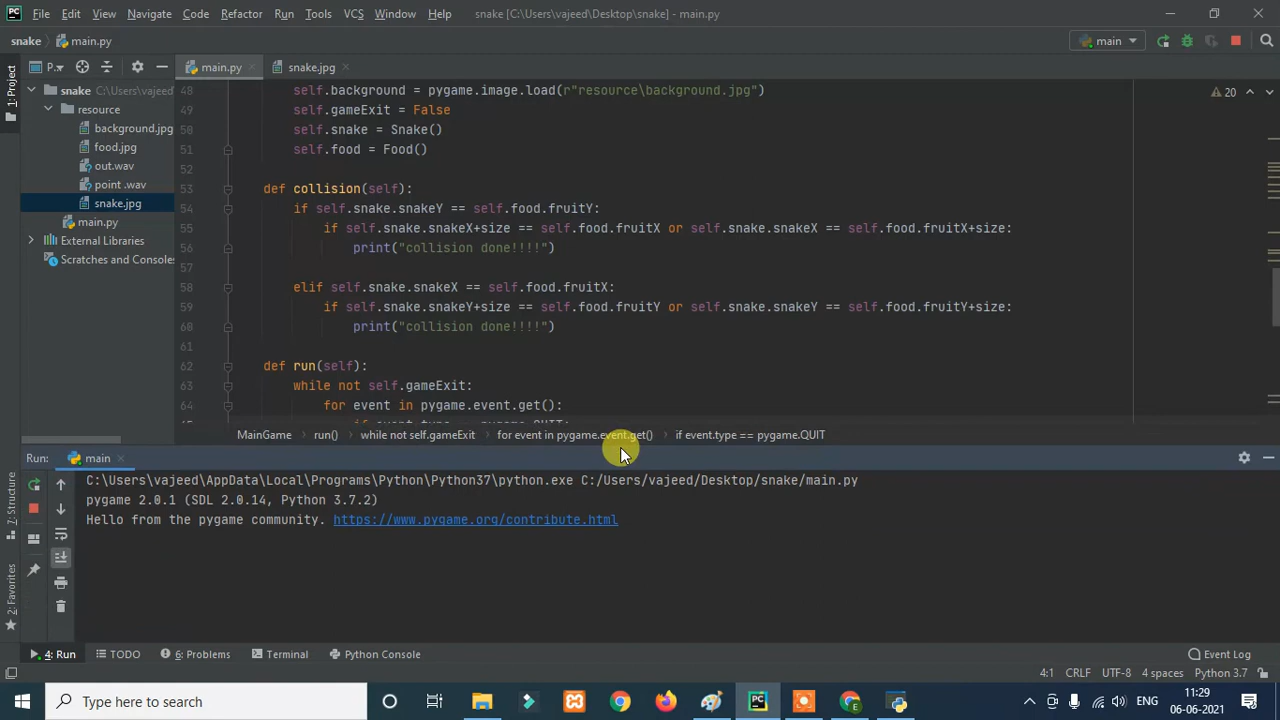 File Edit View Navigate Code Refactor Run Tools VCS Window Help snake [C:\Users\vajeed\Desktop\snake] - main.py
snake main.py main
P.. main.py snake.jpg
1: Project
snake C:\Users\vajeed
resource
background.jpg
food.jpg
out.wav
point .wav
snake.jpg
main.py
External Libraries
Scratches and Consoles
20
48 self.background = pygame.image.load(r"resource\background.jpg")
49 self.gameExit = False
50 self.snake = Snake()
51 self.food = Food()
52
53 def collision(self):
54 if self.snake.snakeY == self.food.fruitY:
55 if self.snake.snakeX+size == self.food.fruitX or self.snake.snakeX == self.food.fruitX+size:
56 print("collision done!!!!")
57
58 elif self.snake.snakeX == self.food.fruitX:
59 if self.snake.snakeY+size == self.food.fruitY or self.snake.snakeY == self.food.fruitY+size:
60 print("collision done!!!!")
61
62 def run(self):
63 while not self.gameExit:
64 for event in pygame.event.get():
MainGame run() while not self.gameExit for event in pygame.event.get() if event.type == pygame.QUIT
Run: main
C:\Users\vajeed\AppData\Local\Programs\Python\Python37\python.exe C:/Users/vajeed/Desktop/snake/main.py
pygame 2.0.1 (SDL 2.0.14, Python 3.7.2)
Hello from the pygame community. https://www.pygame.org/contribute.html
7: Structure
2: Favorites
4: Run TODO 6: Problems Terminal Python Console Event Log
4:1 CRLF UTF-8 4 spaces Python 3.7
Type here to search ENG 11:29
06-06-2021